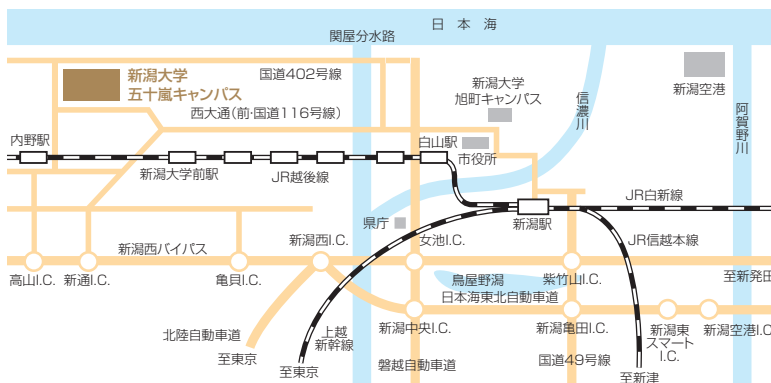 日本海
関屋分水路
新潟大学
五十嵐キャンパス
国道402号線
西大通(前・国道116号線)
新潟大学
旭町キャンパス
信濃川
新潟空港
阿賀野川
内野駅
新潟大学前駅
JR越後線
白山駅
市役所
JR白新線
県庁
新潟駅
JR信越本線
新潟西バイパス
新潟西I.C.
女池I.C.
高山I.C.
新通I.C.
亀貝I.C.
鳥屋野潟
紫竹山I.C.
至新発田
日本海東北自動車道
北陸自動車道
上越
新幹線
新潟中央I.C.
新潟亀田I.C.
新潟東
スマート
I.C.
新潟空港I.C.
至東京
至東京
磐越自動車道
国道49号線
至新津